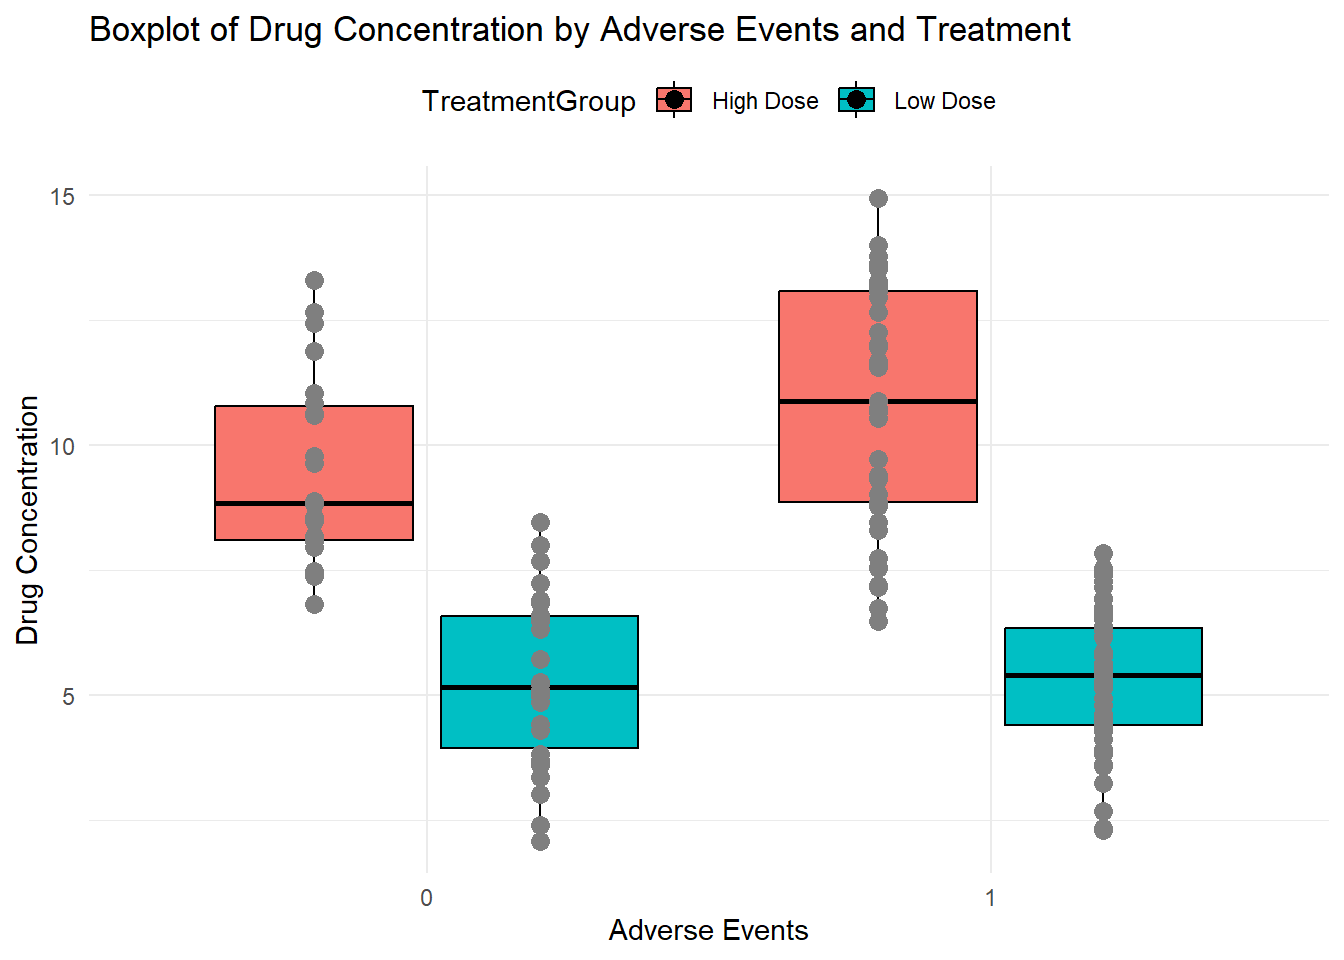 Boxplot of Drug Concentration by Adverse Events and Treatment
TreatmentGroup High Dose Low Dose
15
10
5
Drug Concentration
0 1
Adverse Events